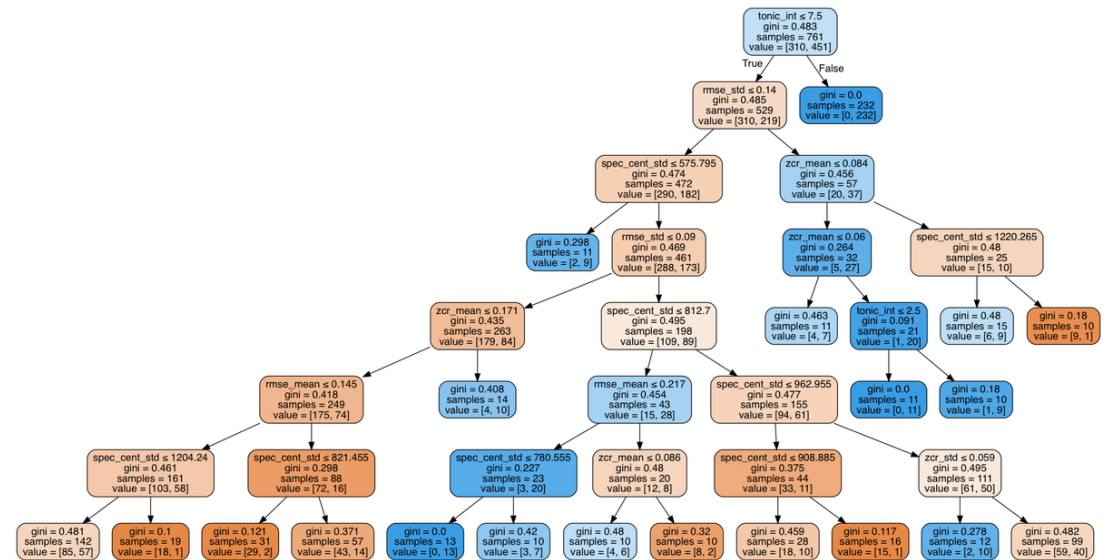 tonic_int ≤ 7.5
gini = 0.483
samples = 761
value = [310, 451]
True
False
rmse_std ≤ 0.14
gini = 0.485
samples = 529
value = [310, 219]
gini = 0.0
samples = 232
value = [0, 232]
spec_cent_std ≤ 575.795
gini = 0.474
samples = 472
value = [290, 182]
zcr_mean ≤ 0.084
gini = 0.456
samples = 57
value = [20, 37]
gini = 0.298
samples = 11
value = [2, 9]
rmse_std ≤ 0.09
gini = 0.469
samples = 461
value = [288, 173]
zcr_mean ≤ 0.06
gini = 0.264
samples = 32
value = [5, 27]
spec_cent_std ≤ 1220.265
gini = 0.48
samples = 25
value = [15, 10]
zcr_mean ≤ 0.171
gini = 0.435
samples = 263
value = [179, 84]
spec_cent_std ≤ 812.7
gini = 0.495
samples = 198
value = [109, 89]
gini = 0.463
samples = 11
value = [4, 7]
tonic_int ≤ 2.5
gini = 0.091
samples = 21
value = [1, 20]
gini = 0.48
samples = 15
value = [6, 9]
gini = 0.18
samples = 10
value = [9, 1]
rmse_mean ≤ 0.145
gini = 0.418
samples = 249
value = [175, 74]
gini = 0.408
samples = 14
value = [4, 10]
rmse_mean ≤ 0.217
gini = 0.454
samples = 43
value = [15, 28]
spec_cent_std ≤ 962.955
gini = 0.477
samples = 155
value = [94, 61]
gini = 0.0
samples = 11
value = [0, 11]
gini = 0.18
samples = 10
value = [1, 9]
spec_cent_std ≤ 1204.24
gini = 0.461
samples = 161
value = [103, 58]
spec_cent_std ≤ 821.455
gini = 0.298
samples = 88
value = [72, 16]
spec_cent_std ≤ 780.555
gini = 0.227
samples = 23
value = [3, 20]
zcr_mean ≤ 0.086
gini = 0.48
samples = 20
value = [12, 8]
spec_cent_std ≤ 908.885
gini = 0.375
samples = 44
value = [33, 11]
zcr_std ≤ 0.059
gini = 0.495
samples = 111
value = [61, 50]
gini = 0.481
samples = 142
value = [85, 57]
gini = 0.1
samples = 19
value = [18, 1]
gini = 0.121
samples = 31
value = [29, 2]
gini = 0.371
samples = 57
value = [43, 14]
gini = 0.0
samples = 13
value = [0, 13]
gini = 0.42
samples = 10
value = [3, 7]
gini = 0.48
samples = 10
value = [4, 6]
gini = 0.32
samples = 10
value = [8, 2]
gini = 0.459
samples = 28
value = [18, 10]
gini = 0.117
samples = 16
value = [15, 1]
gini = 0.278
samples = 12
value = [2, 10]
gini = 0.482
samples = 99
value = [59, 40]